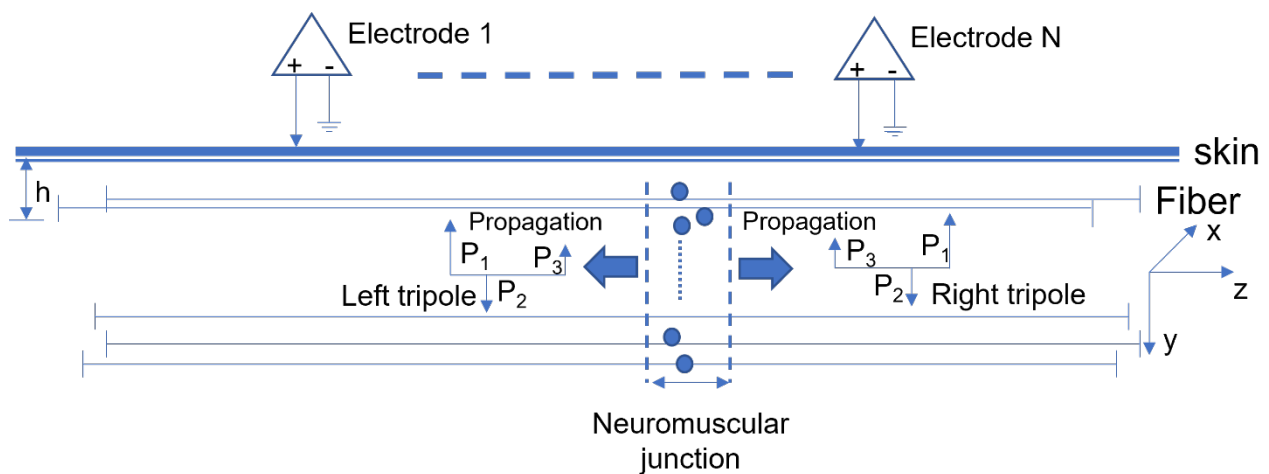 Electrode 1
Electrode N
+ -
+ -
skin
h
Fiber
Propagation
Propagation
x
P1
P3
P3
P1
z
Left tripole
P2
P2
Right tripole
y
Neuromuscular
junction